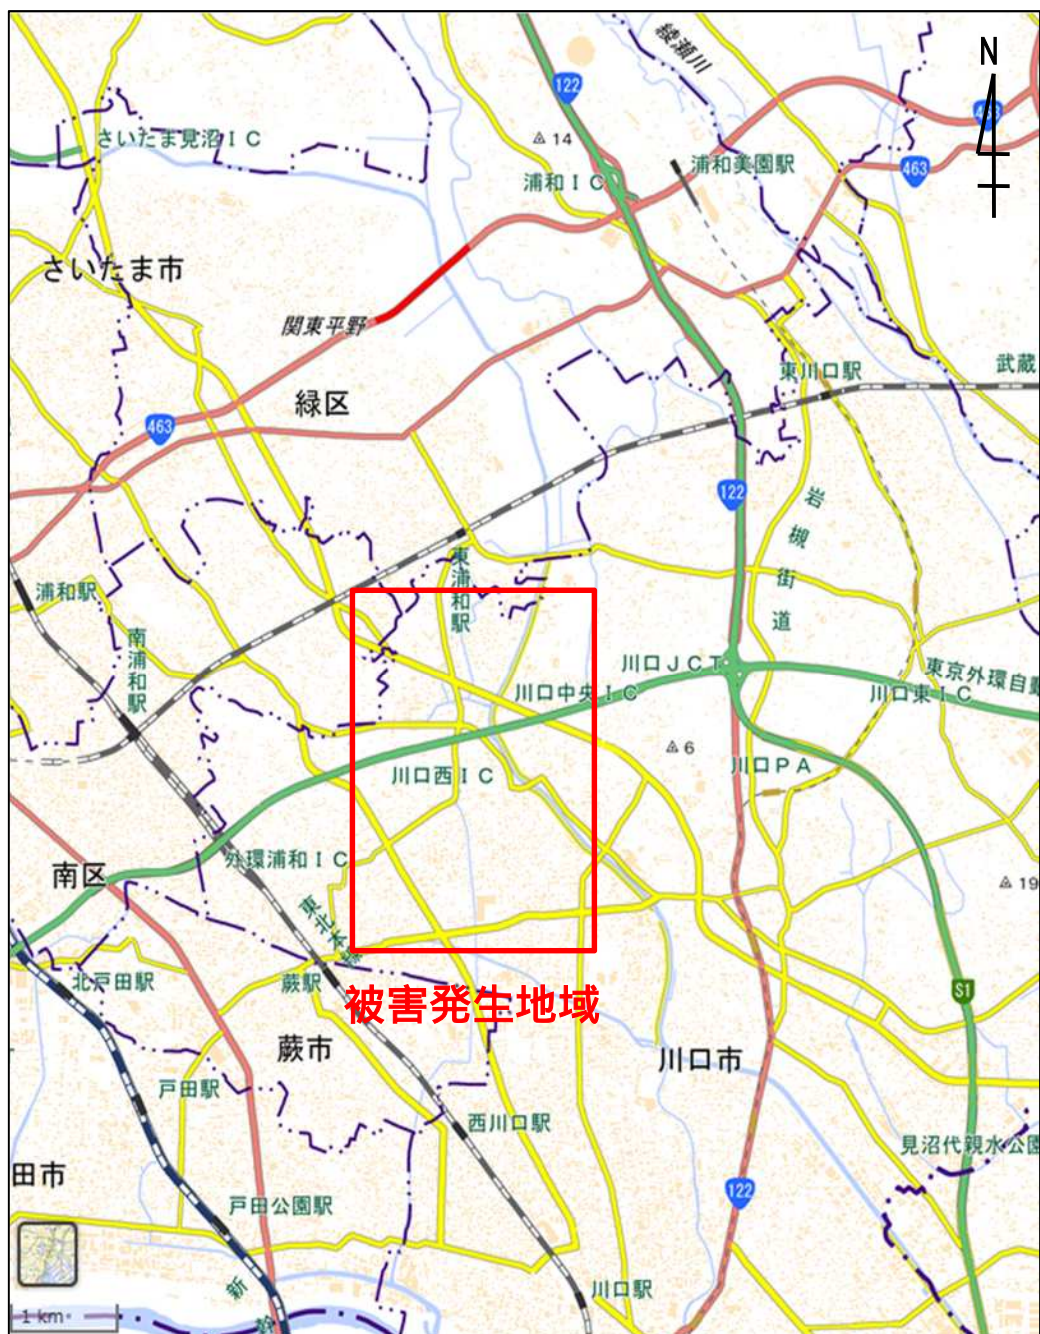 綾瀬川
N
122
463
14
さいたま見沼IC
浦和IC
浦和美園駅
463
さいたま市
関東平野
東川口駅
武蔵
緑区
463
122
岩槻街道
東浦和駅
浦和駅
南浦和駅
川口JCT
東京外環自動
川口中央IC
川口東IC
6
川口西IC
川口PA
外環浦和IC
南区
19
東北本線
北戸田駅
蕨駅
S1
被害発生地域
蕨市
川口市
戸田駅
西川口駅
見沼代親水公園
田市
122
戸田公園駅
川口駅
新
1 km